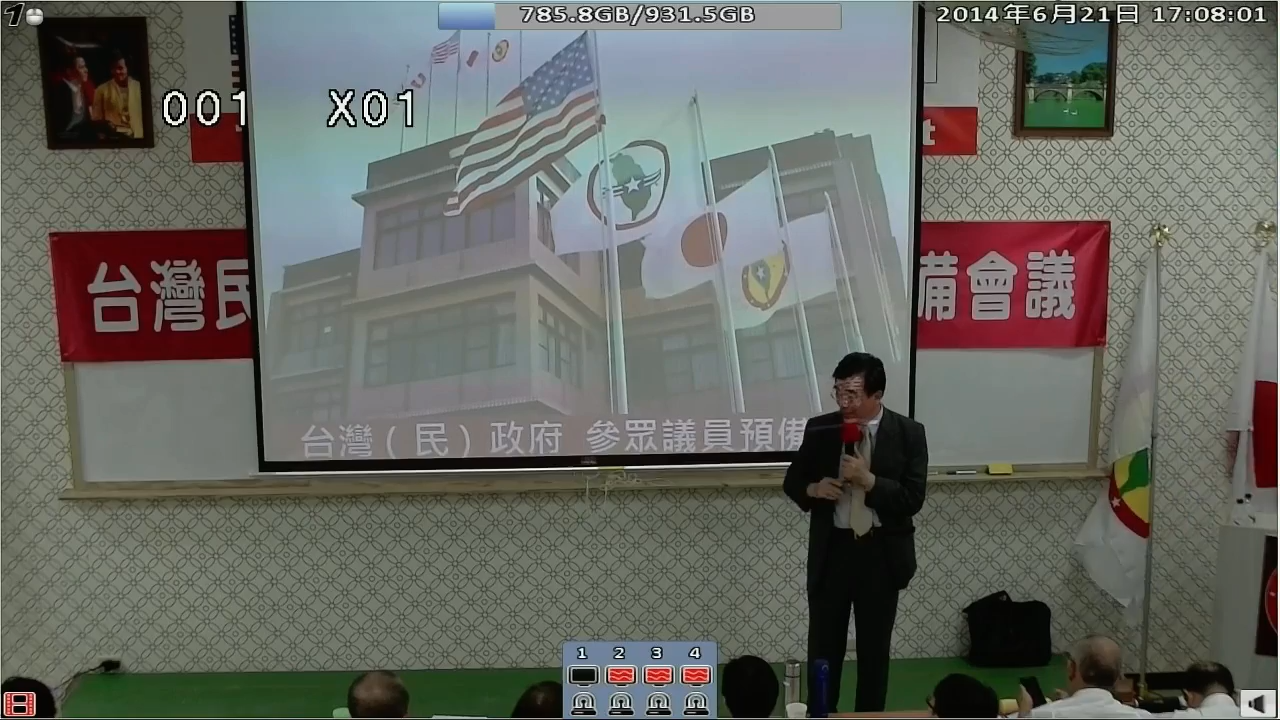 1
785.8GB/931.5GB
2014年6月21日 17:08:01
001 X01
t
台灣民
備會議
台灣（民）政府 參眾議員預備
1 2 3 4